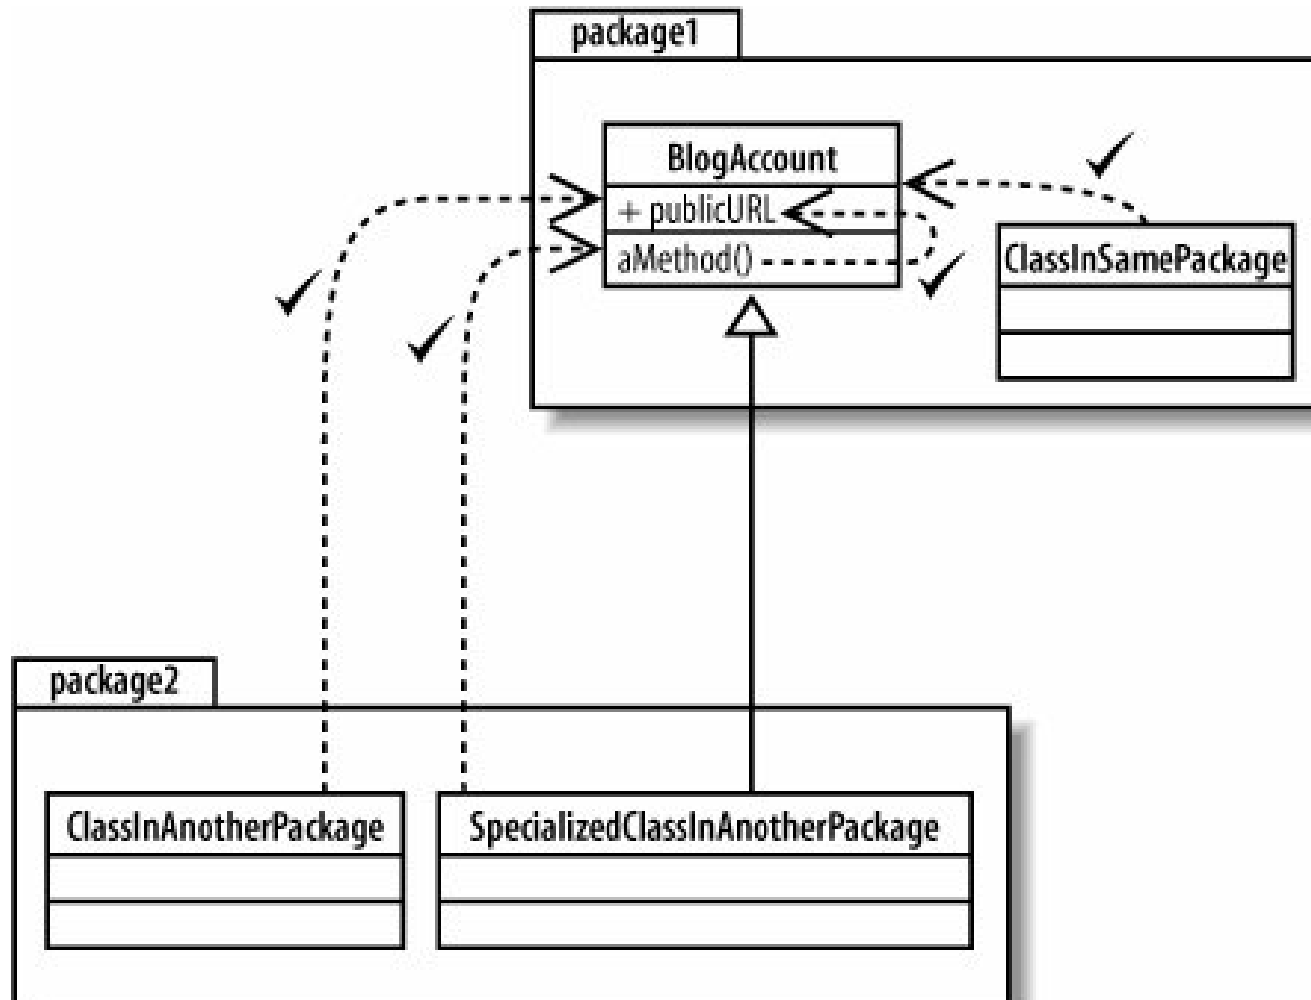 package1
BlogAccount
+ publicURL
aMethod()
ClassInSamePackage
package2
ClassInAnotherPackage
SpecializedClassInAnotherPackage